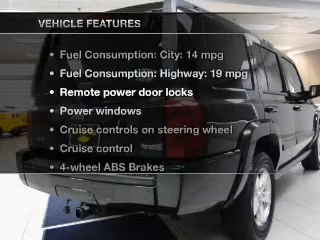 VEHICLE FEATURES
• Fuel Consumption: City: 14 mpg
• Fuel Consumption: Highway: 19 mpg
• Remote power door locks
• Power windows
• Cruise controls on steering wheel
• Cruise control
• 4-wheel ABS Brakes